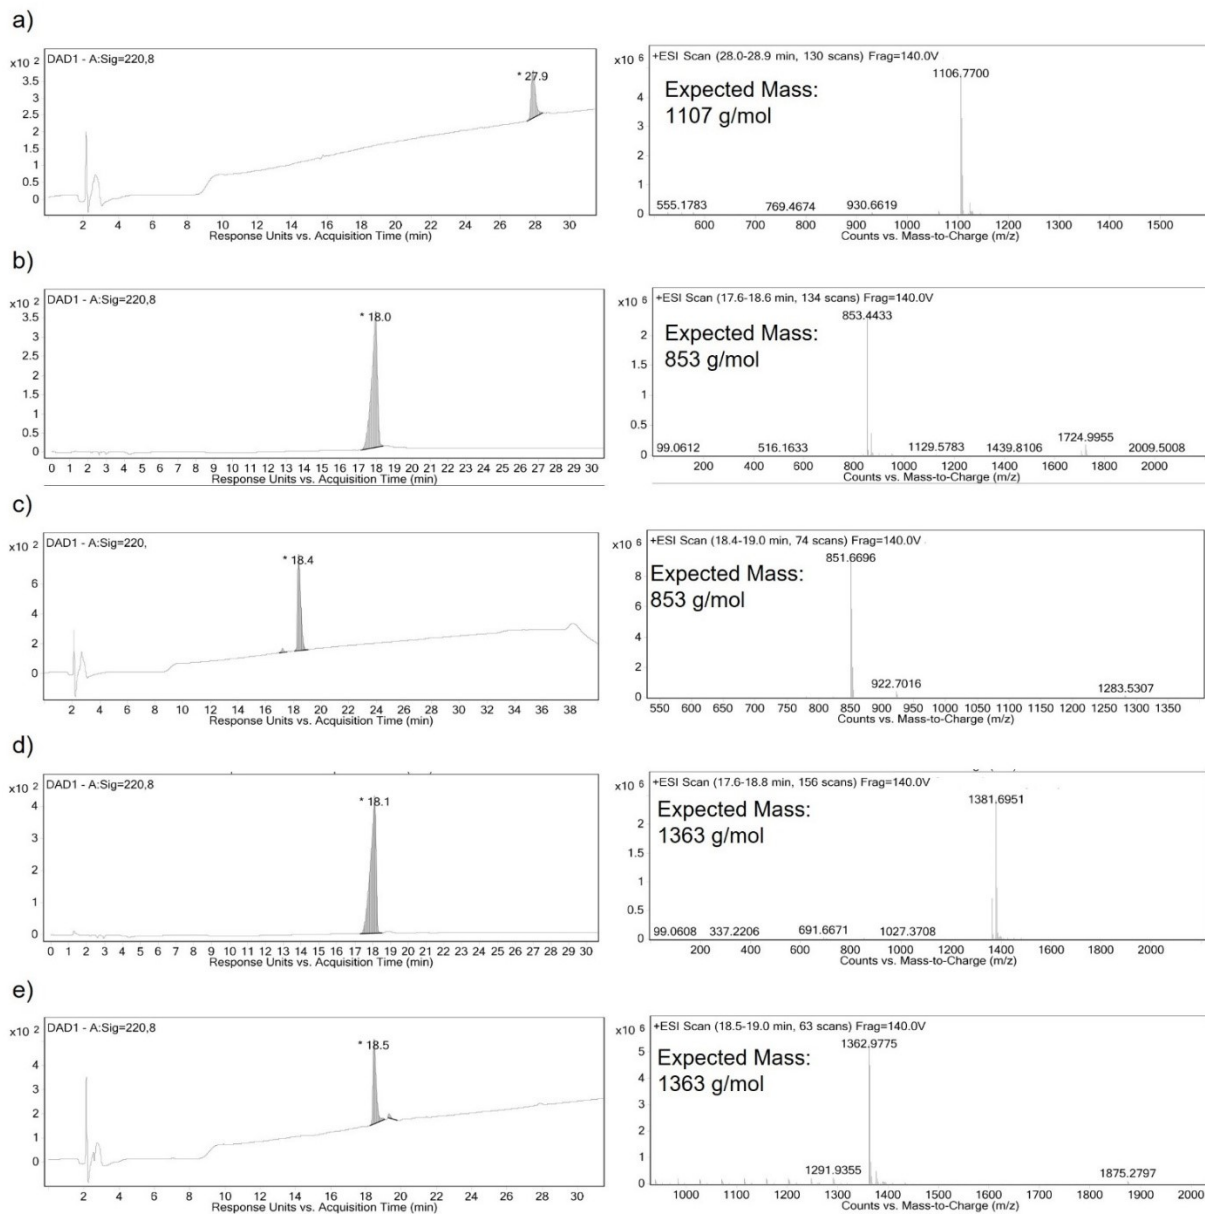 a)
DAD1 - A:Sig=220,8
x10 2
3.5
3
2.5
2
1.5
1
0.5
0
* 27.9
2 4 6 8 10 12 14 16 18 20 22 24 26 28 30
Response Units vs. Acquisition Time (min)
x10 6
+ESI Scan (28.0-28.9 min, 130 scans) Frag=140.0V
1106.7700
Expected Mass:
1107 g/mol
4
3
2
1
0
555.1783 769.4674 930.6619
600 700 800 900 1000 1100 1200 1300 1400 1500
Counts vs. Mass-to-Charge (m/z)
b)
DAD1 - A:Sig=220,8
x10 2
3.5
3
2.5
2
1.5
1
0.5
0
* 18.0
0 1 2 3 4 5 6 7 8 9 10 11 12 13 14 15 16 17 18 19 20 21 22 23 24 25 26 27 28 29 30
Response Units vs. Acquisition Time (min)
x10 6
+ESI Scan (17.6-18.6 min, 134 scans) Frag=140.0V
853.4433
Expected Mass:
853 g/mol
2
1.5
1
0.5
0
99.0612 516.1633 1129.5783 1439.8106 1724.9955 2009.5008
200 400 600 800 1000 1200 1400 1600 1800 2000
Counts vs. Mass-to-Charge (m/z)
c)
DAD1 - A:Sig=220,
x10 2
6
4
2
0
* 18.4
2 4 6 8 10 12 14 16 18 20 22 24 26 28 30 32 34 36 38
Response Units vs. Acquisition Time (min)
x10 6
+ESI Scan (18.4-19.0 min, 74 scans) Frag=140.0V
851.6696
Expected Mass:
853 g/mol
8
6
4
2
0
922.7016 1283.5307
550 600 650 700 750 800 850 900 950 1000 1050 1100 1150 1200 1250 1300 1350
Counts vs. Mass-to-Charge (m/z)
d)
DAD1 - A:Sig=220,8
x10 2
4
3
2
1
0
* 18.1
0 1 2 3 4 5 6 7 8 9 10 11 12 13 14 15 16 17 18 19 20 21 22 23 24 25 26 27 28 29 30
Response Units vs. Acquisition Time (min)
x10 6
+ESI Scan (17.6-18.8 min, 156 scans) Frag=140.0V
1381.6951
Expected Mass:
1363 g/mol
2
1.5
1
0.5
0
99.0608 337.2206 691.6671 1027.3708
200 400 600 800 1000 1200 1400 1600 1800 2000
Counts vs. Mass-to-Charge (m/z)
e)
DAD1 - A:Sig=220,8
x10 2
4
3
2
1
0
* 18.5
2 4 6 8 10 12 14 16 18 20 22 24 26 28 30
Response Units vs. Acquisition Time (min)
x10 6
+ESI Scan (18.5-19.0 min, 63 scans) Frag=140.0V
1362.9775
Expected Mass:
1363 g/mol
5
4
3
2
1
0
1291.9355 1875.2797
1000 1100 1200 1300 1400 1500 1600 1700 1800 1900 2000
Counts vs. Mass-to-Charge (m/z)